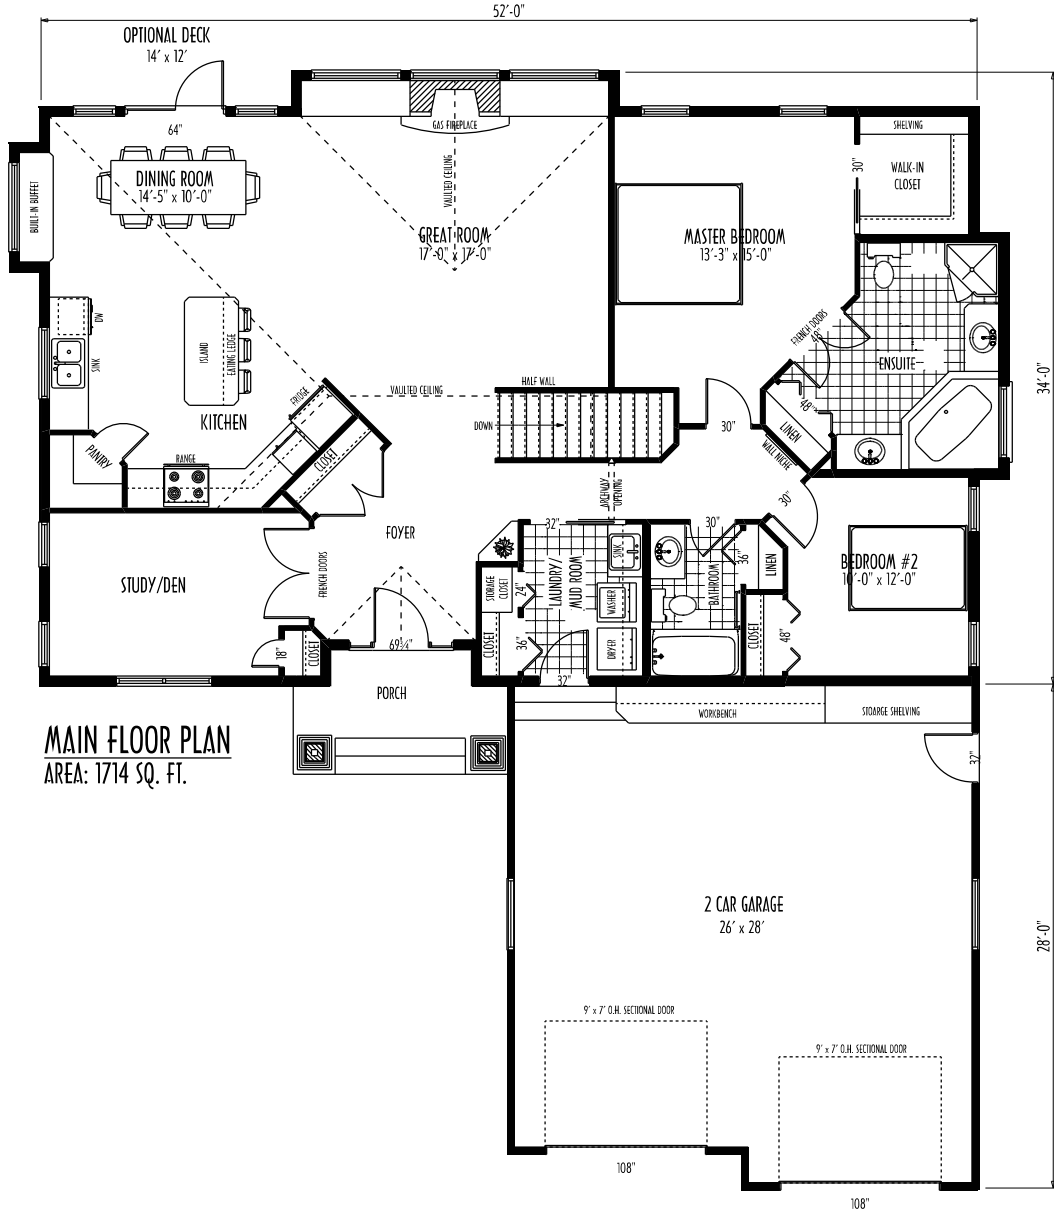 52'-0"
OPTIONAL DECK
14' x 12'
64"
GAS FIREPLACE
SHELVING
30"
WALK-IN
CLOSET
BUILT-IN BUFFET
DINING ROOM
14'-5" x 10'-0"
VAULTED CEILING
GREAT ROOM
17'-0" x 17'-0"
MASTER BEDROOM
13'-3" x 15'-0"
DW
SINK
ISLAND
EATING LEDGE
FRENCH DOORS
48"
ENSUITE
34'-0"
KITCHEN
FRIDGE
VAULTED CEILING
HALF WALL
DOWN
30"
48"
LINEN
WALL NICHE
PANTRY
RANGE
CLOSET
ARCHWAY
OPENING
30"
FOYER
32"
30"
STUDY/DEN
FRENCH DOORS
STORAGE
CLOSET
24"
LAUNDRY/
MUD ROOM
SINK
WASHER
DRYER
BATHROOM
36"
LINEN
BEDROOM #2
10'-0" x 12'-0"
18"
CLOSET
69¾"
CLOSET
36"
32"
CLOSET
48"
PORCH
WORKBENCH
STOARGE SHELVING
32"
MAIN FLOOR PLAN
AREA: 1714 SQ. FT.
2 CAR GARAGE
26' x 28'
28'-0"
9' x 7' O.H. SECTIONAL DOOR
9' x 7' O.H. SECTIONAL DOOR
108"
108"